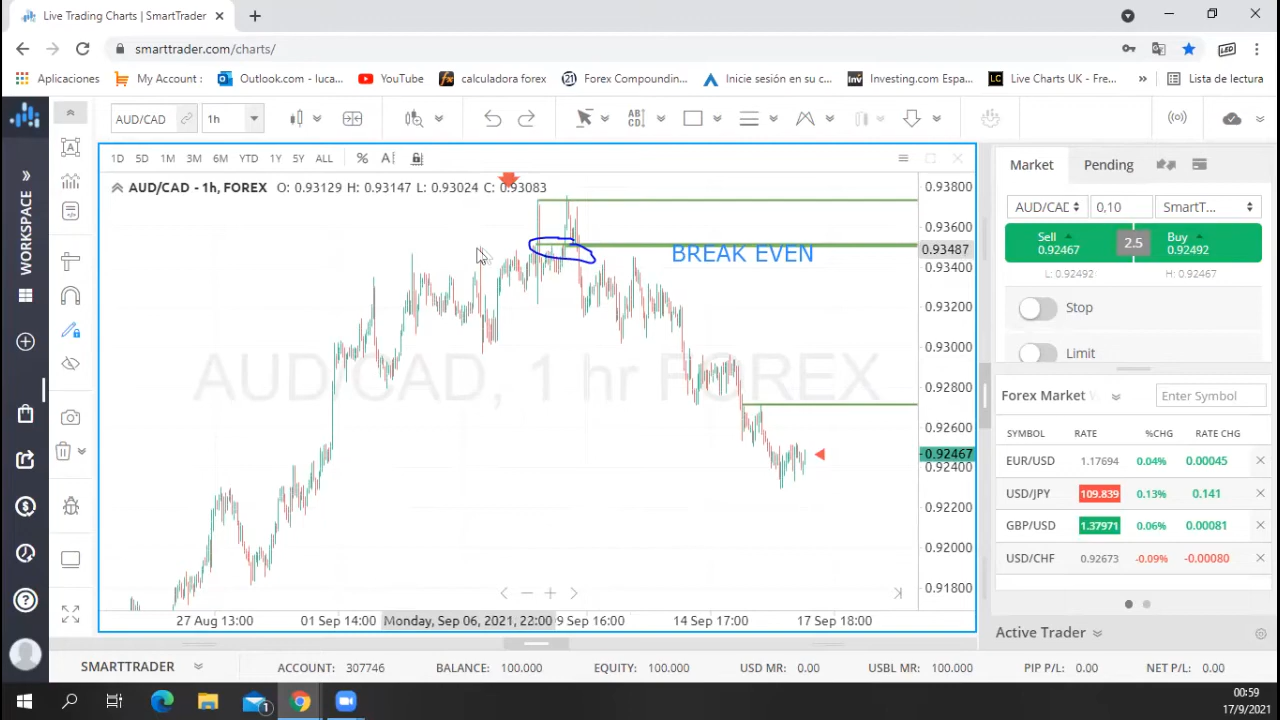 Live Trading Charts | SmartTrader
smarttrader.com/charts/
LEO
Aplicaciones My Account : Outlook.com - luca... YouTube fx calculadora forex 21 Forex Compoundin... Inicie sesión en su c... Inv Investing.com Espa... LC Live Charts UK - Fre... » Lista de lectura
AUD/CAD 1h ABC
Market Pending
1D 5D 1M 3M 6M YTD 1Y 5Y ALL % A
AUD/CAD - 1h, FOREX O: 0.93129 H: 0.93147 L: 0.93024 C: 0.93083
AUD/CAD 0,10 SmartT...
Sell 0.92467 2.5 Buy 0.92492
L: 0.92492 H: 0.92467
Stop
Limit
WORKSPACE
BREAK EVEN
AUD/CAD, 1 hr FOREX
0.93800
0.93600
0.93487
0.93400
0.93200
0.93000
0.92800
0.92600
0.92467
0.92400
0.92200
0.92000
0.91800
Forex Market W Enter Symbol
SYMBOL RATE %CHG RATE CHG
EUR/USD 1.17694 0.04% 0.00045
USD/JPY 109.839 0.13% 0.141
GBP/USD 1.37971 0.06% 0.00081
USD/CHF 0.92673 -0.09% -0.00080
27 Aug 13:00 01 Sep 14:00 Monday, Sep 06, 2021, 22:00 9 Sep 16:00 14 Sep 17:00 17 Sep 18:00
Active Trader
SMARTTRADER ACCOUNT: 307746 BALANCE: 100.000 EQUITY: 100.000 USD MR: 0.00 USBL MR: 100.000 PIP P/L: 0.00 NET P/L: 0.00
1
00:59
17/9/2021